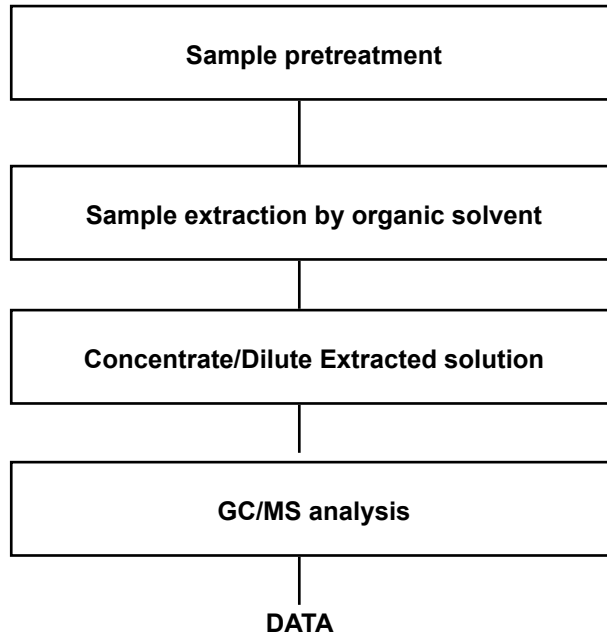 Sample pretreatment
Sample extraction by organic solvent
Concentrate/Dilute Extracted solution
GC/MS analysis
DATA